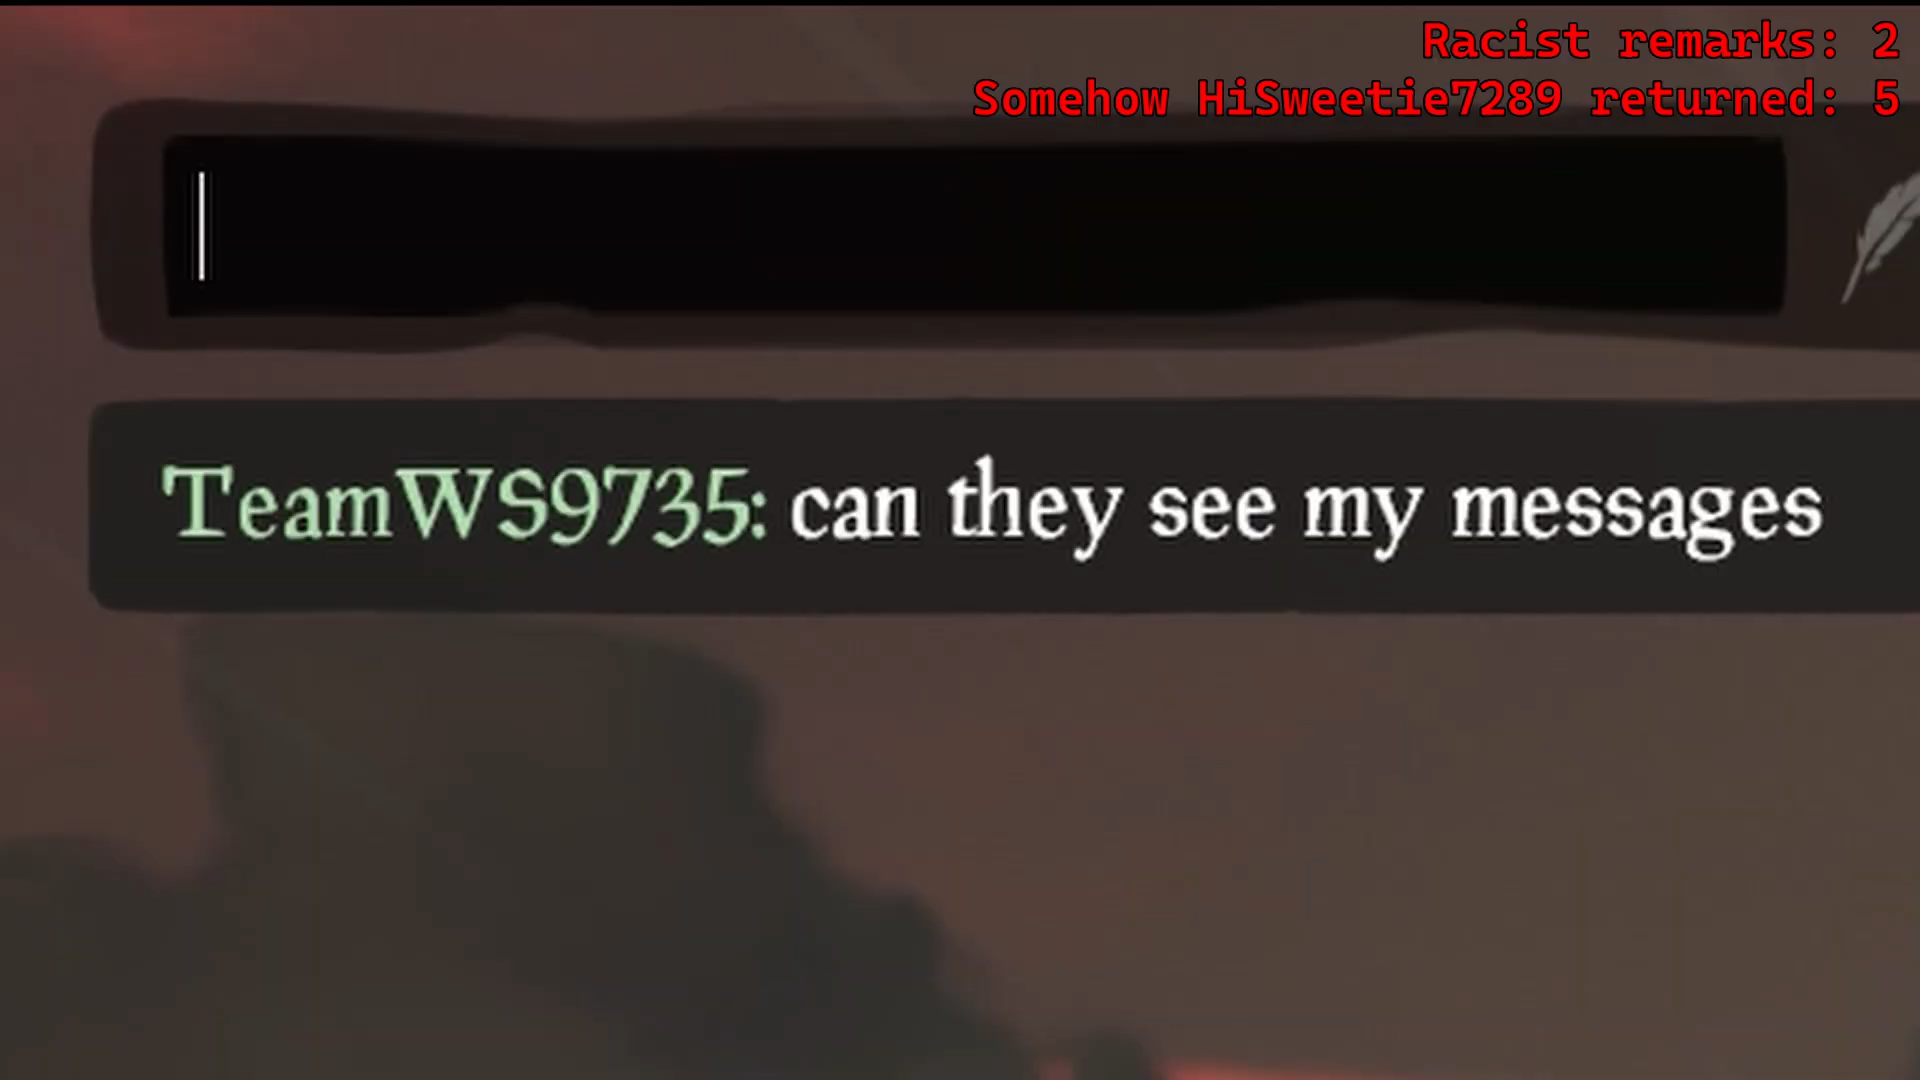 Racist remarks: 2
Somehow HiSweetie7289 returned: 5
TeamWS9735: can they see my messages